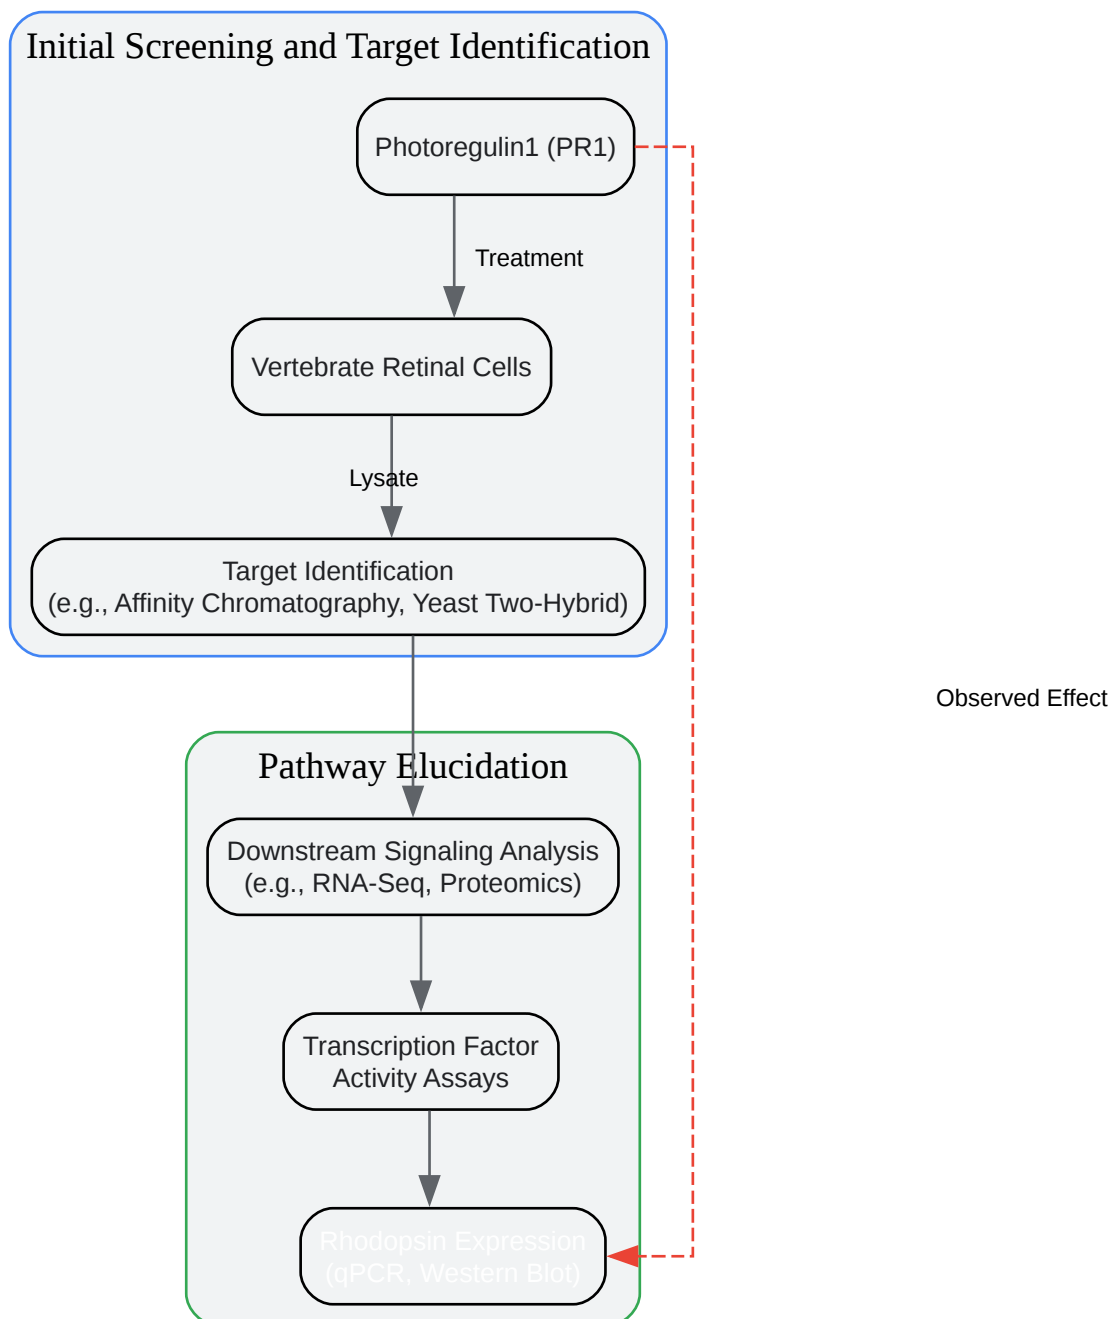 Initial Screening and Target Identification
Photoregulin1 (PR1)
Treatment
Vertebrate Retinal Cells
Lysate
Target Identification
(e.g., Affinity Chromatography, Yeast Two-Hybrid)
Observed Effect
Pathway Elucidation
Downstream Signaling Analysis
(e.g., RNA-Seq, Proteomics)
Transcription Factor
Activity Assays
Rhodopsin Expression
(qPCR, Western Blot)